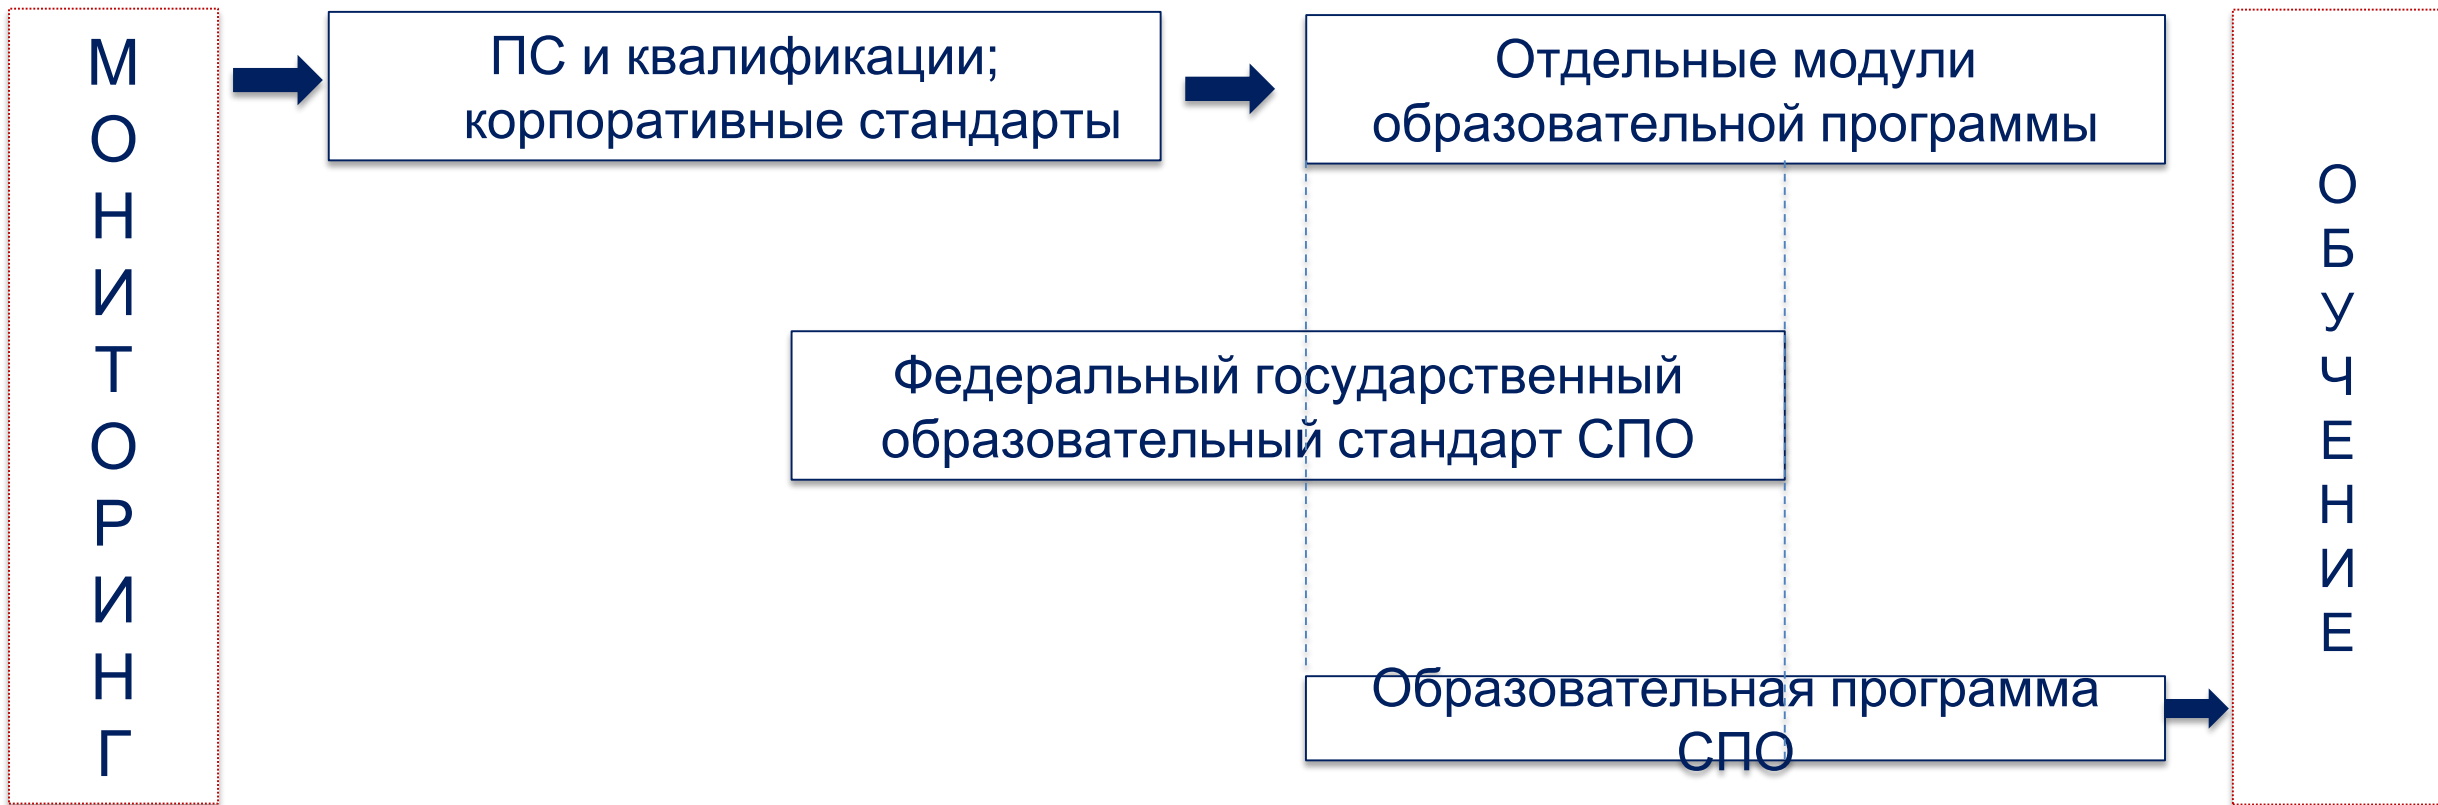 М
О
Н
И
Т
О
Р
И
Н
Г
ПС и квалификации;
корпоративные стандарты
Отдельные модули
образовательной программы
Федеральный государственный
образовательный стандарт СПО
Образовательная программа
СПО
О
Б
У
Ч
Е
Н
И
Е